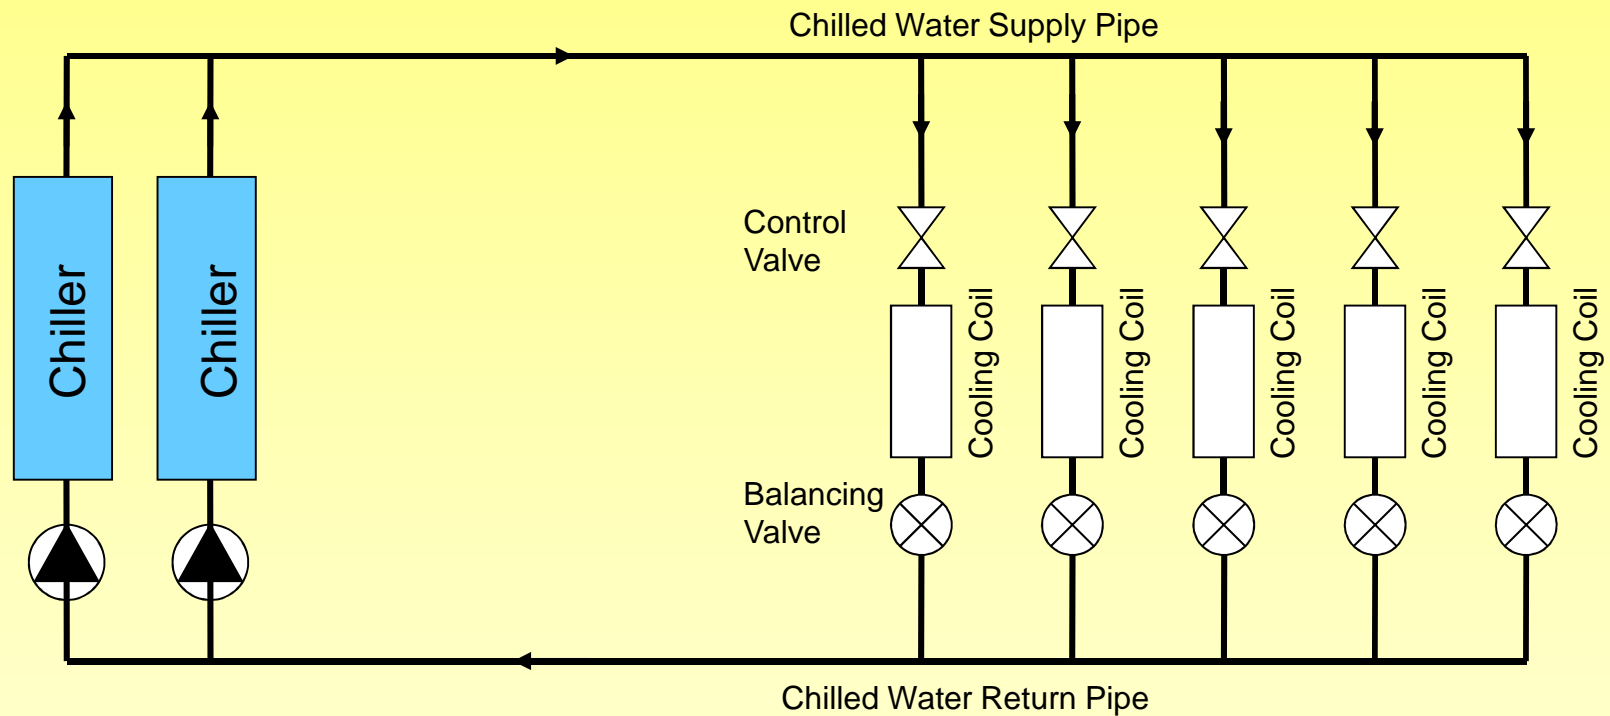 Chilled Water Supply Pipe
Chiller
Chiller
Control
Valve
Cooling Coil
Cooling Coil
Cooling Coil
Cooling Coil
Cooling Coil
Balancing
Valve
Chilled Water Return Pipe